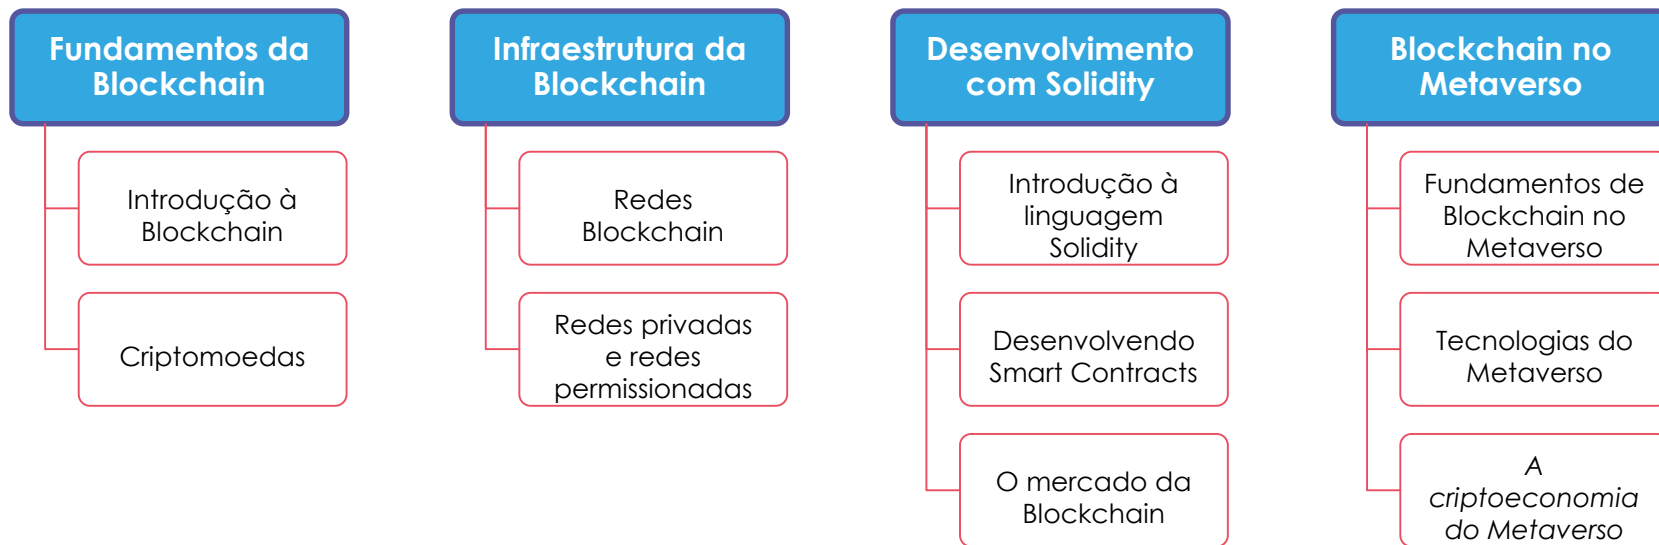 Fundamentos da
Blockchain
Introdução à
Blockchain
Criptomoedas
Infraestrutura da
Blockchain
Redes
Blockchain
Redes privadas
e redes
permissionadas
Desenvolvimento
com Solidity
Introdução à
linguagem
Solidity
Desenvolvendo
Smart Contracts
O mercado da
Blockchain
Blockchain no
Metaverso
Fundamentos de
Blockchain no
Metaverso
Tecnologias do
Metaverso
A
criptoeconomia
do Metaverso